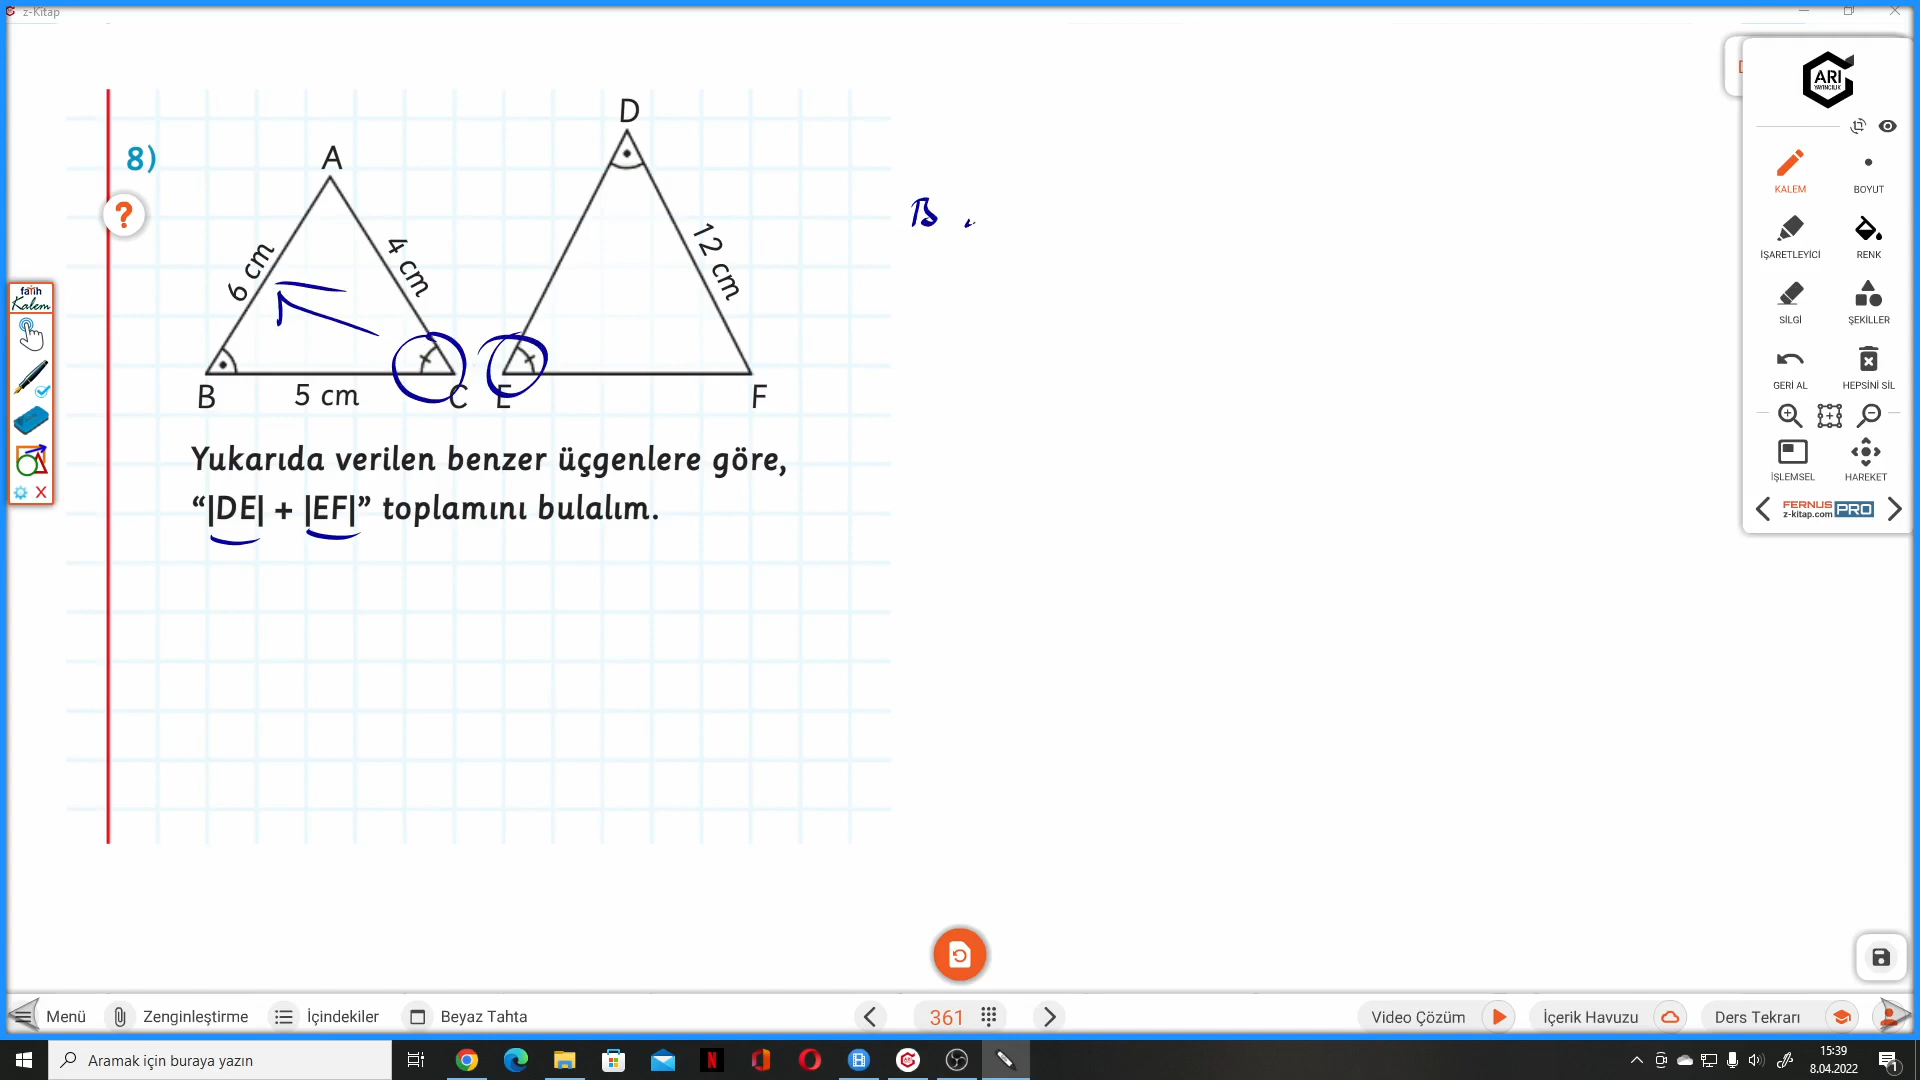 z-Kitap
8)
A
D
6 cm
4 cm
12 cm
B
5 cm
C
E
F
B
Yukarıda verilen benzer üçgenlere göre,
“|DE| + |EF|” toplamını bulalım.
?
fatih
Kalem
X
ARI
YAYINCILIK
KALEM
BOYUT
İŞARETLEYİCİ
RENK
SİLGİ
ŞEKİLLER
GERİ AL
HEPSİNİ SİL
İŞLEMSEL
HAREKET
FERNUS
z-kitap.com
PRO
Menü
Zenginleştirme
İçindekiler
Beyaz Tahta
361
Video Çözüm
İçerik Havuzu
Ders Tekrarı
Aramak için buraya yazın
N
15:39
8.04.2022
1